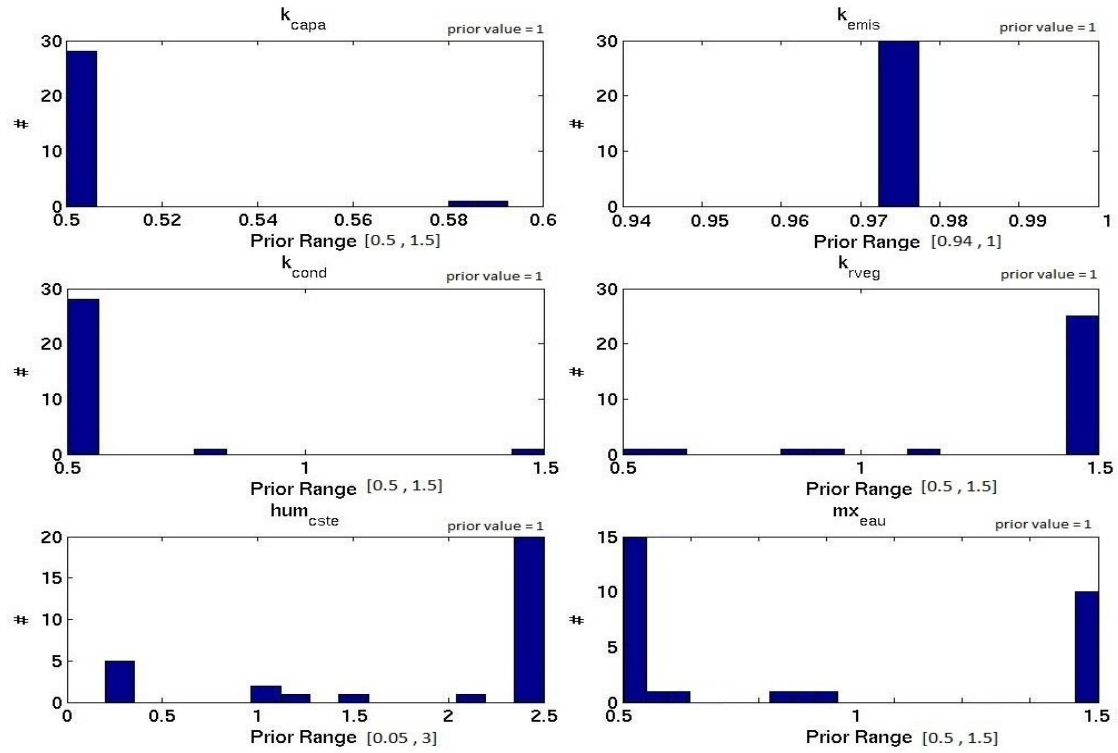 k_capa prior value = 1
30
20
10
0
#
0.5 0.52 0.54 0.56 0.58 0.6
Prior Range [0.5 , 1.5]
k_emis prior value = 1
30
20
10
0
#
0.94 0.95 0.96 0.97 0.98 0.99 1
Prior Range [0.94 , 1]
k_cond prior value = 1
30
20
10
0
#
0.5 1 1.5
Prior Range [0.5 , 1.5]
k_rveg prior value = 1
30
20
10
0
#
0.5 1 1.5
Prior Range [0.5 , 1.5]
hum_cste prior value = 1
20
15
10
5
0
#
0 0.5 1 1.5 2 2.5
Prior Range [0.05 , 3]
mx_eau prior value = 1
15
10
5
0
#
0.5 1 1.5
Prior Range [0.5 , 1.5]